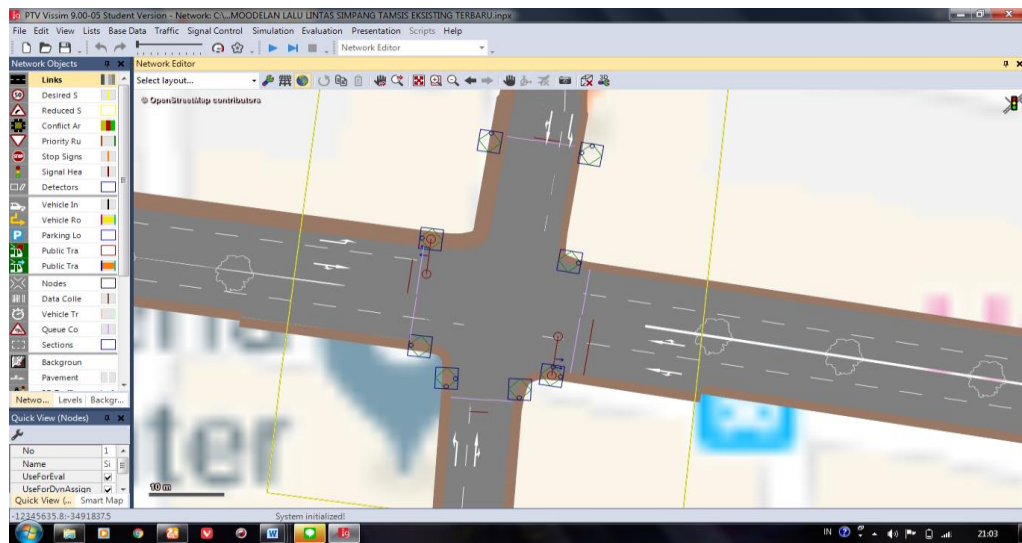 PTV Vissim 9.00-05 Student Version - Network: C:\...MOODELAN LALU LINTAS SIMPANG TAMSIS EKSISTING TERBARU.inpx
File Edit View Lists Base Data Traffic Signal Control Simulation Evaluation Presentation Scripts Help
Network Editor
Network Objects
Network Editor
Links
Select layout...
Desired S
© OpenStreetMap contributors
Reduced S
Conflict Ar
Priority Ru
Stop Signs
Signal Hea
Detectors
Vehicle In
Vehicle Ro
Parking Lo
Public Tra
Public Tra
Nodes
Data Colle
Vehicle Tr
Queue Co
Sections
Backgroun
Pavement
Netwo... Levels Backgr...
Quick View (Nodes)
No 1
Name Si
UseForEval
UseForDynAssign
Quick View (... Smart Map
ter
10 m
-12345635.8:-3491837.5
System initialized!
IN
21:03